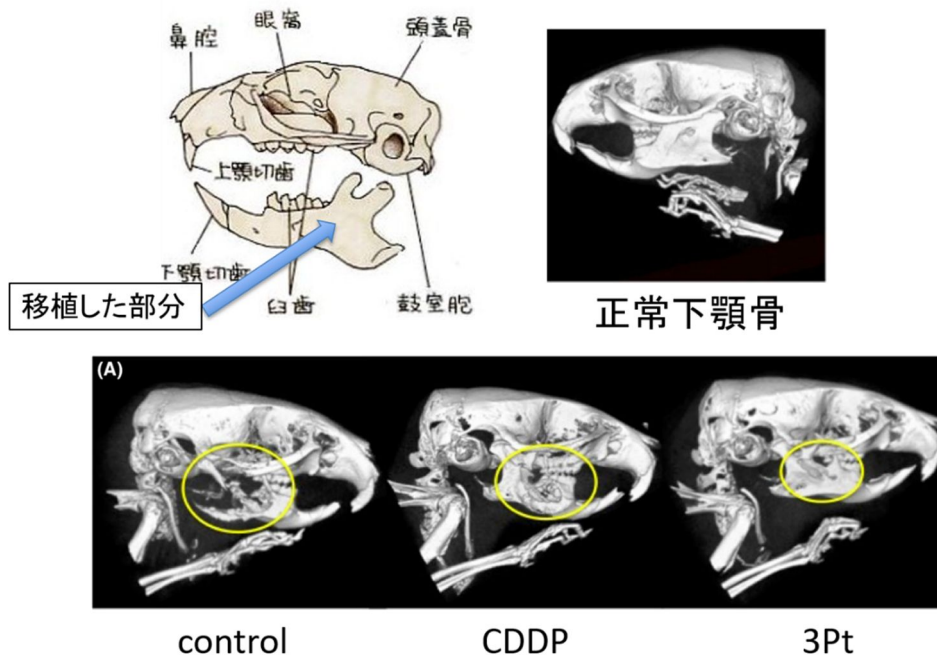 鼻腔
眼窩
頭蓋骨
上顎切歯
下顎切歯
臼歯
鼓室胞
移植した部分
正常下顎骨
(A)
control
CDDP
3Pt